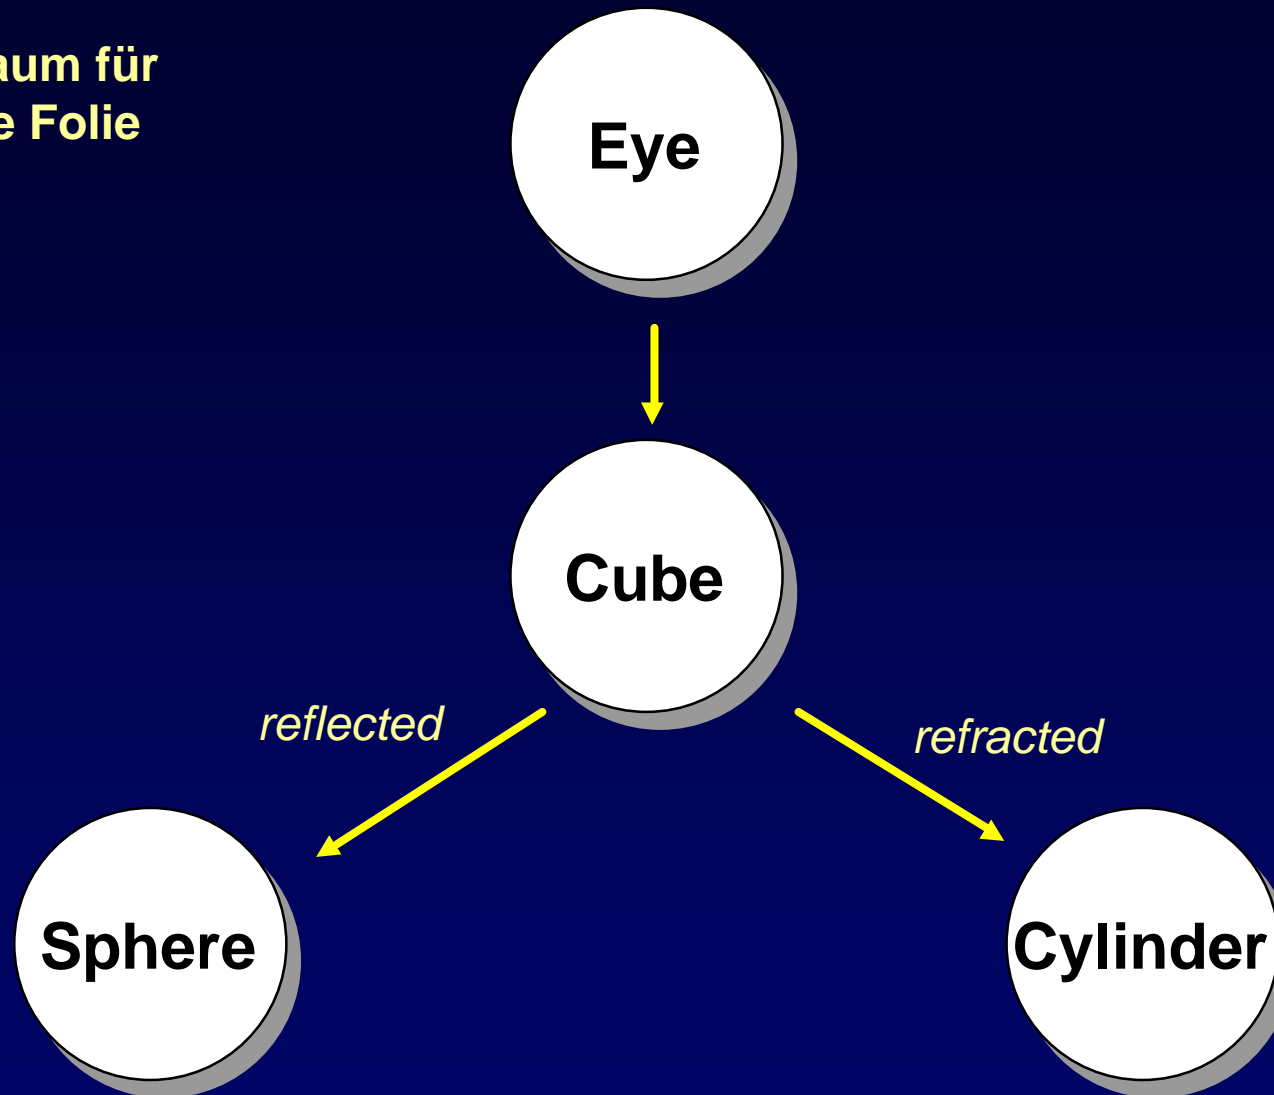 aum für
e Folie
Eye
Cube
reflected
refracted
Sphere
Cylinder